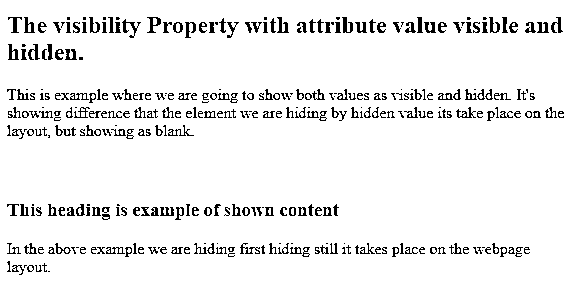 The visibility Property with attribute value visible and
hidden.
This is example where we are going to show both values as visible and hidden. It's
showing difference that the element we are hiding by hidden value its take place on the
layout, but showing as blank.
This heading is example of shown content
In the above example we are hiding first hiding still it takes place on the webpage
layout.